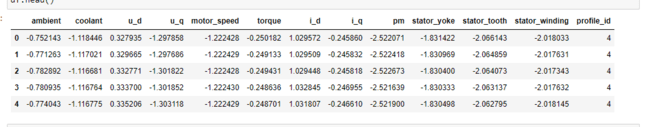 df.head()
ambient coolant u_d u_q motor_speed torque i_d i_q pm stator_yoke stator_tooth stator_winding profile_id
0 -0.752143 -1.118446 0.327935 -1.297858 -1.222428 -0.250182 1.029572 -0.245860 -2.522071 -1.831422 -2.066143 -2.018033 4
1 -0.771263 -1.117021 0.329665 -1.297686 -1.222429 -0.249133 1.029509 -0.245832 -2.522418 -1.830969 -2.064859 -2.017631 4
2 -0.782892 -1.116681 0.332771 -1.301822 -1.222428 -0.249431 1.029448 -0.245818 -2.522673 -1.830400 -2.064073 -2.017343 4
3 -0.780935 -1.116764 0.333700 -1.301852 -1.222430 -0.248636 1.032845 -0.246955 -2.521639 -1.830333 -2.063137 -2.017632 4
4 -0.774043 -1.116775 0.335206 -1.303118 -1.222429 -0.248701 1.031807 -0.246610 -2.521900 -1.830498 -2.062795 -2.018145 4